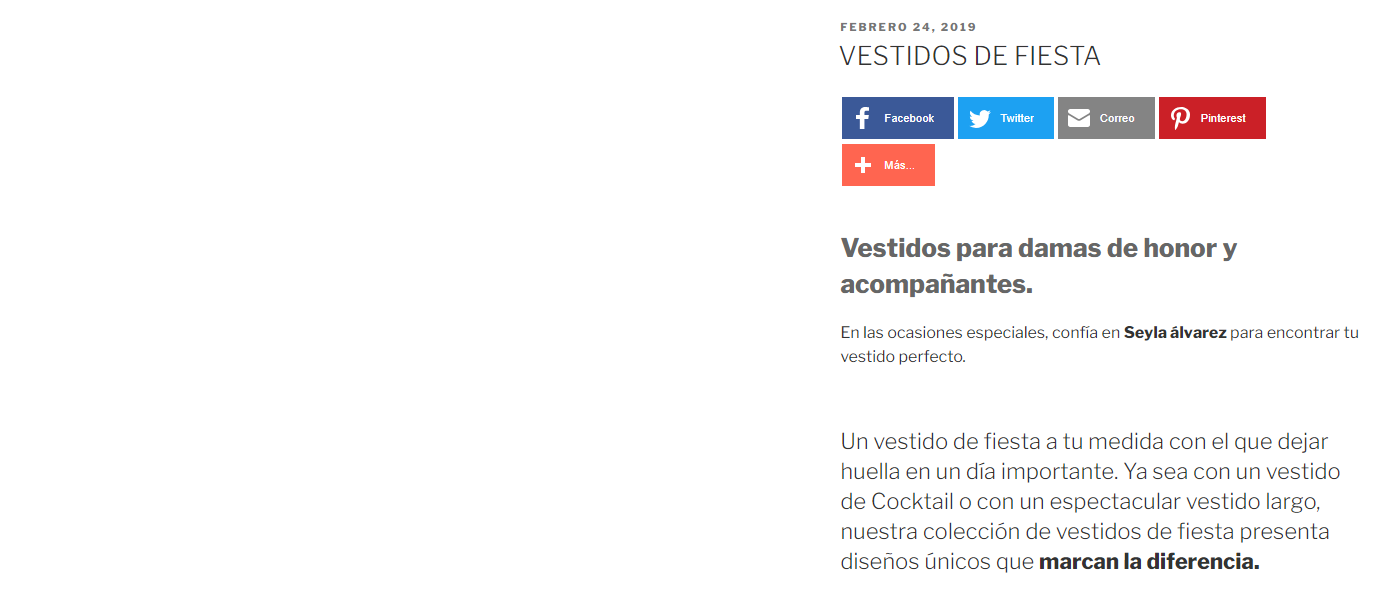 FEBRERO 24, 2019
VESTIDOS DE FIESTA
Facebook Twitter Correo Pinterest
Más...
Vestidos para damas de honor y
acompañantes.
En las ocasiones especiales, confía en Seyla álvarez para encontrar tu
vestido perfecto.
Un vestido de fiesta a tu medida con el que dejar
huella en un día importante. Ya sea con un vestido
de Cocktail o con un espectacular vestido largo,
nuestra colección de vestidos de fiesta presenta
diseños únicos que marcan la diferencia.